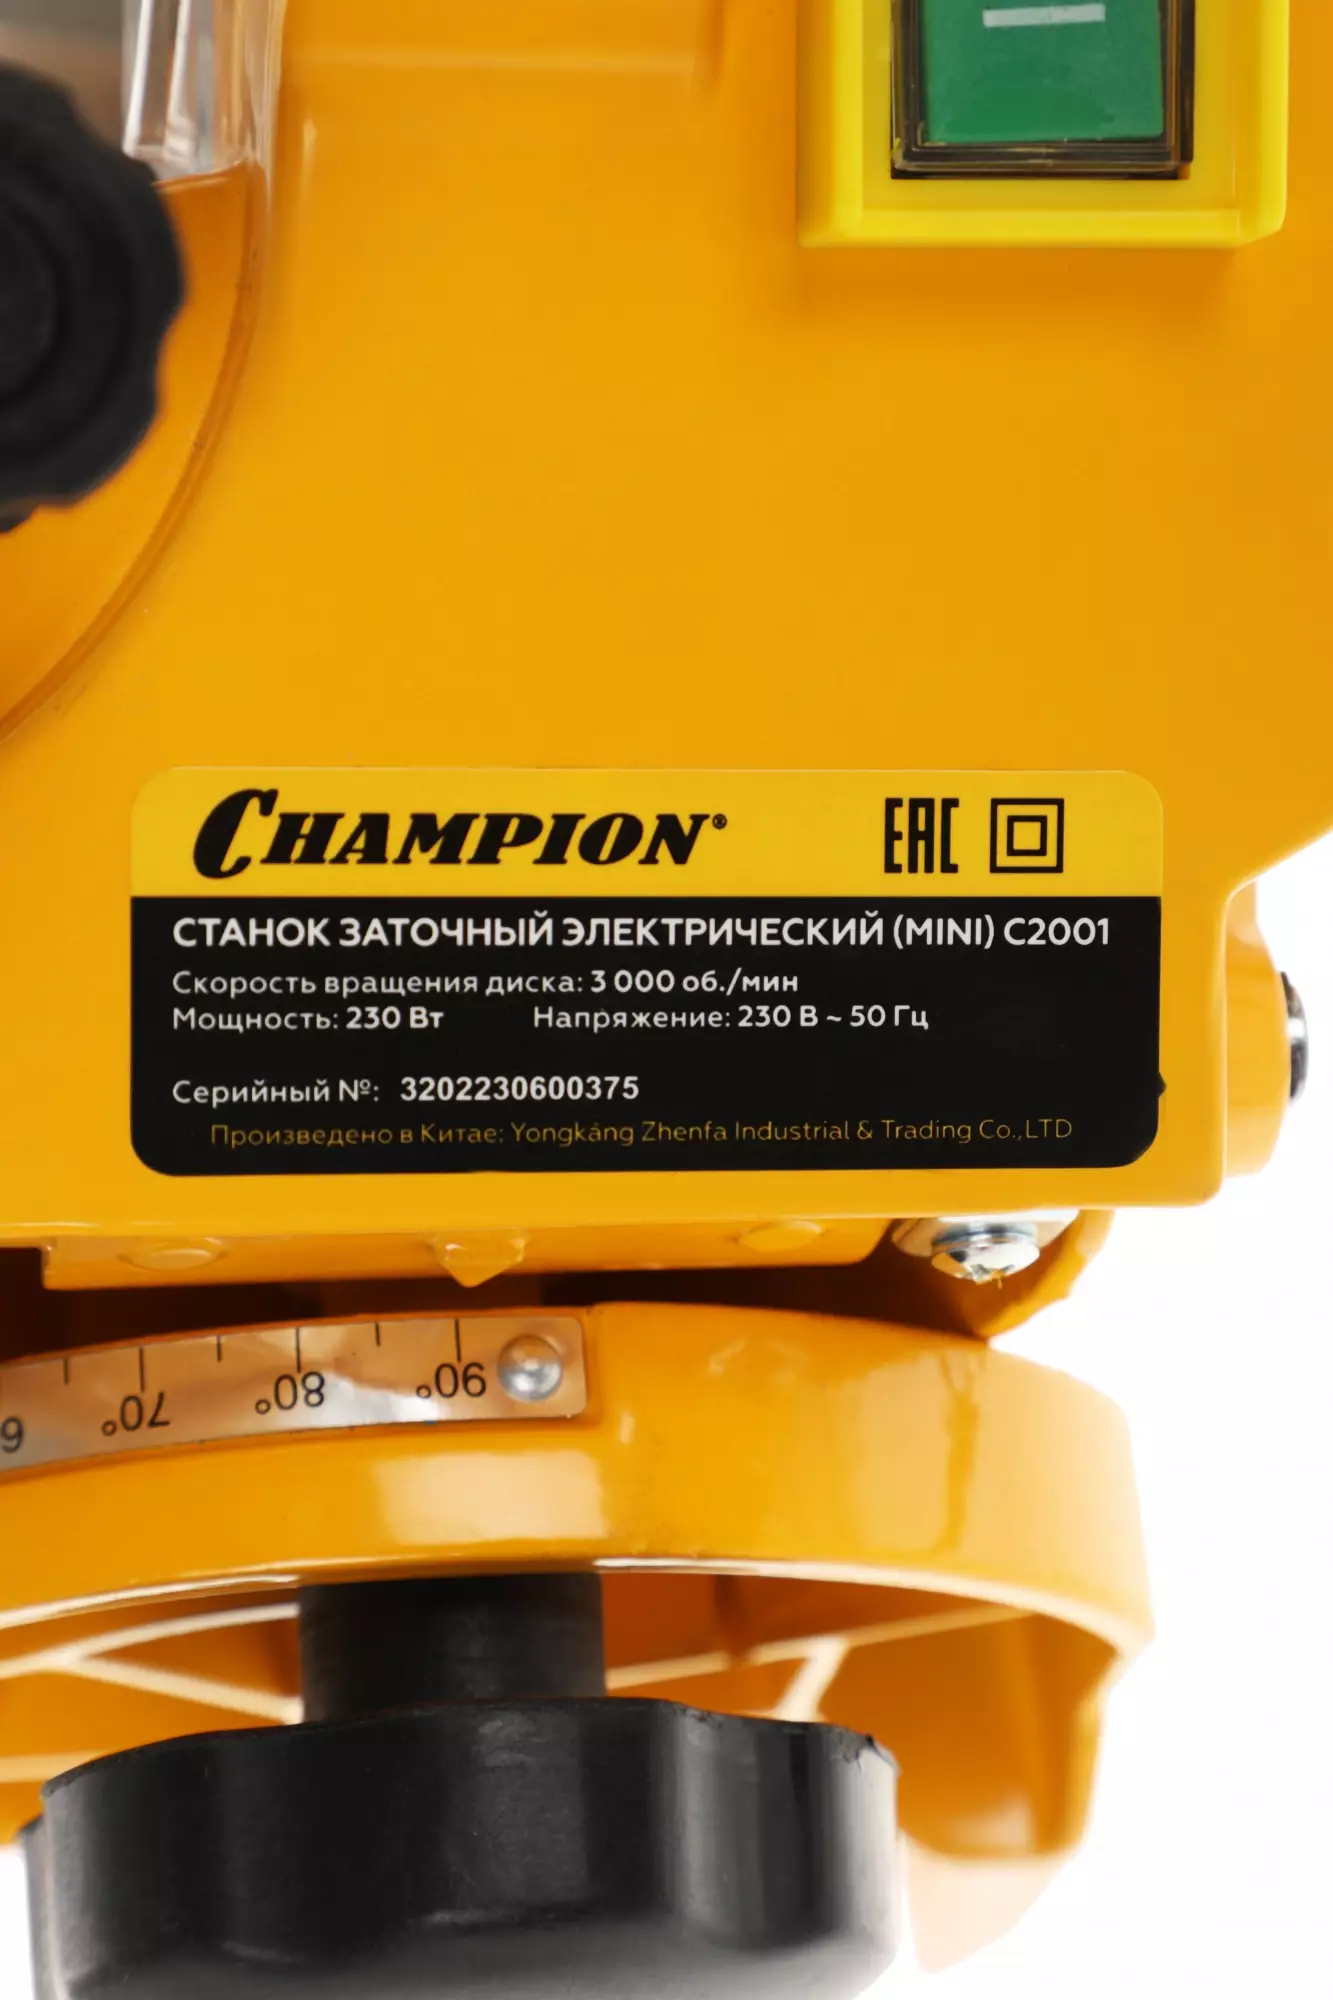 CHAMPION® EAC
СТАНОК ЗАТОЧНЫЙ ЭЛЕКТРИЧЕСКИЙ (MINI) C2001
Скорость вращения диска: 3 000 об./мин
Мощность: 230 Вт Напряжение: 230 В ~ 50 Гц
Серийный №: 3202230600375
Произведено в Китае: Yongkang Zhenfa Industrial & Trading Co.,LTD
90° 80° 70° 6